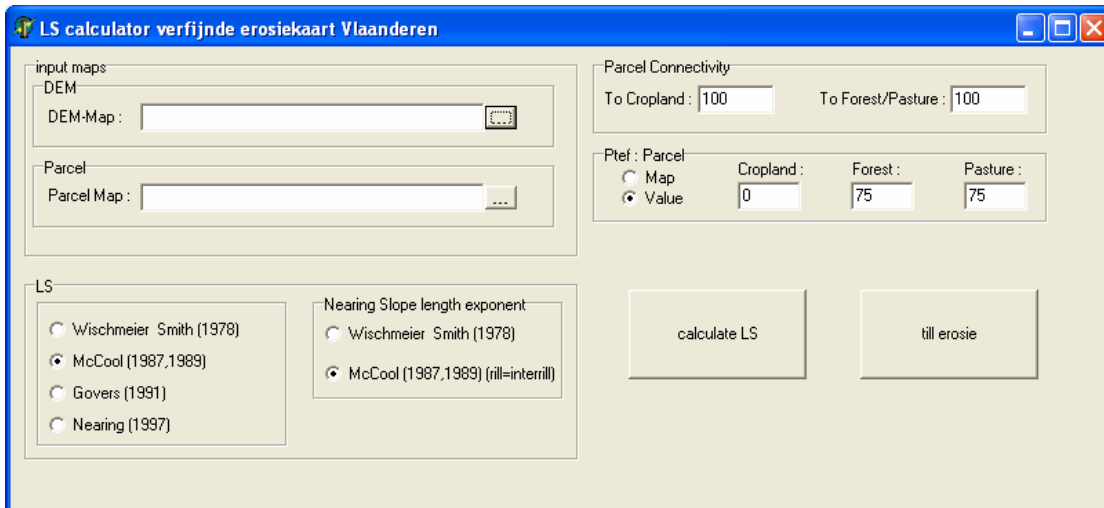 LS calculator verfijnde erosiekaart Vlaanderen
input maps
DEM
DEM-Map :
...
Parcel
Parcel Map :
...
Parcel Connectivity
To Cropland : 100 To Forest/Pasture : 100
Ptef : Parcel
Map
Value
Cropland : Forest : Pasture :
0 75 75
LS
Wischmeier Smith (1978)
McCool (1987,1989)
Govers (1991)
Nearing (1997)
Nearing Slope length exponent
Wischmeier Smith (1978)
McCool (1987,1989) (rill=interrill)
calculate LS
till erosie